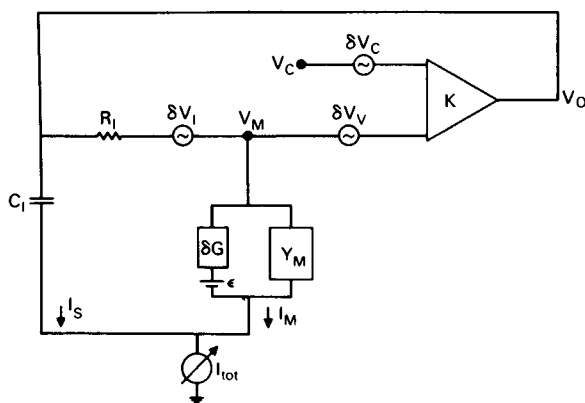 δV_C
V_C
K
V_O
R_I
δV_I
V_M
δV_V
C_I
δG
Y_M
ϵ
I_S
I_M
I_tot